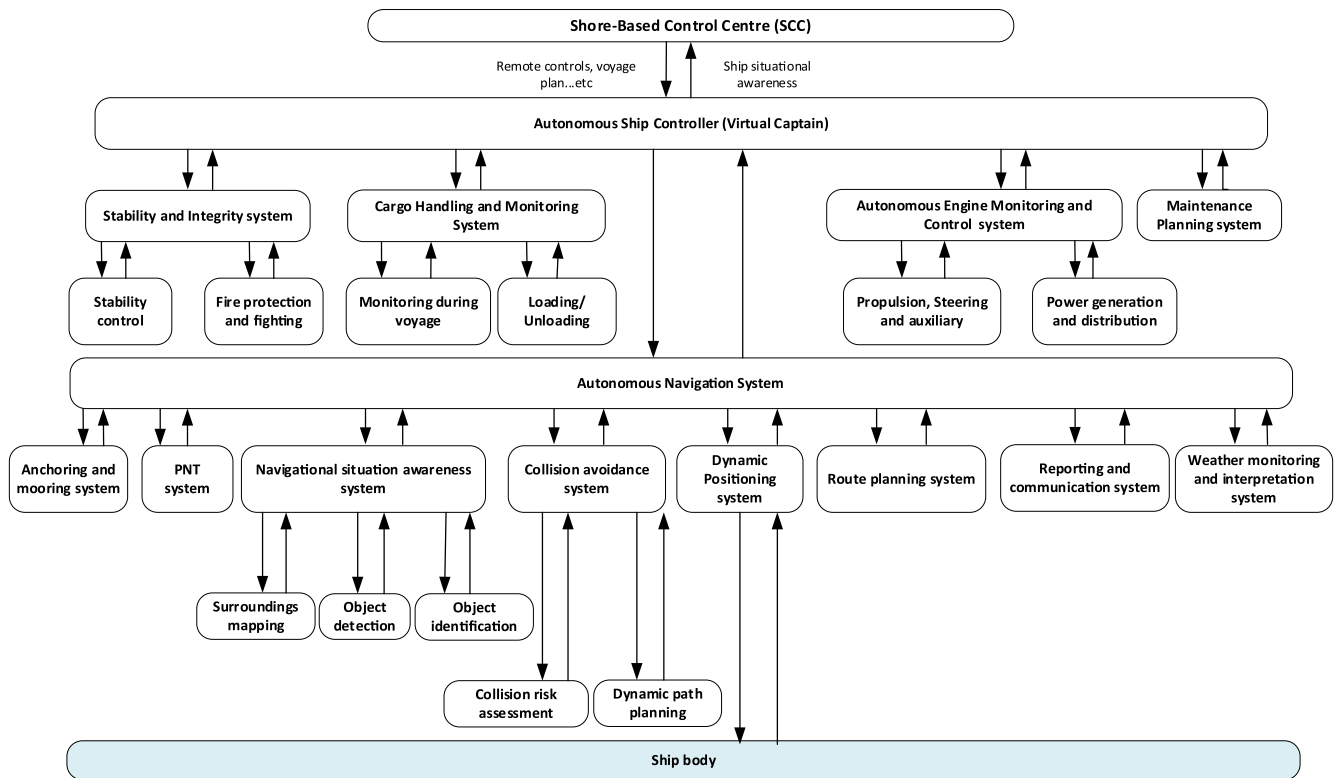 Shore-Based Control Centre (SCC)
Remote controls, voyage
plan...etc
Ship situational
awareness
Autonomous Ship Controller (Virtual Captain)
Stability and Integrity system
Cargo Handling and Monitoring
System
Autonomous Engine Monitoring and
Control system
Maintenance
Planning system
Stability
control
Fire protection
and fighting
Monitoring during
voyage
Loading/
Unloading
Propulsion, Steering
and auxiliary
Power generation
and distribution
Autonomous Navigation System
Anchoring and
mooring system
PNT
system
Navigational situation awareness
system
Collision avoidance
system
Dynamic
Positioning
system
Route planning system
Reporting and
communication system
Weather monitoring
and interpretation
system
Surroundings
mapping
Object
detection
Object
identification
Collision risk
assessment
Dynamic path
planning
Ship body